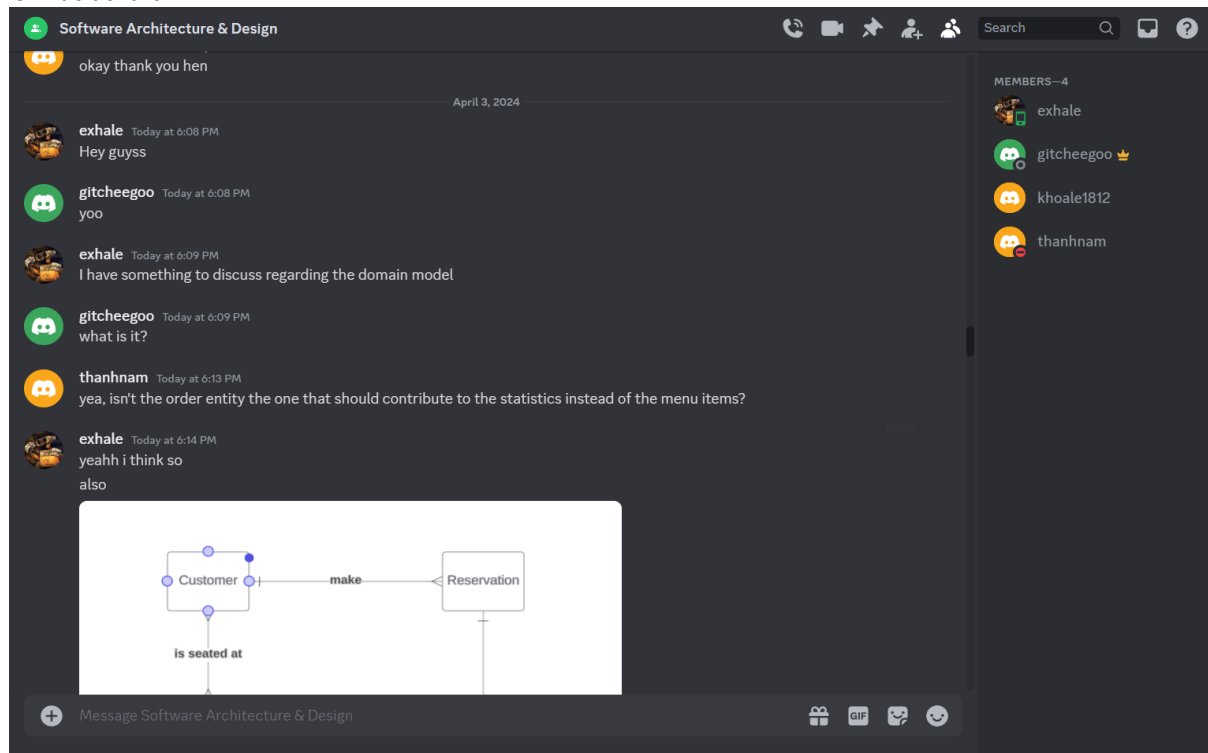 Software Architecture & Design
Search
okay thank you hen
April 3, 2024
exhale Today at 6:08 PM
Hey guyss
gitcheegoo Today at 6:08 PM
yoo
exhale Today at 6:09 PM
I have something to discuss regarding the domain model
gitcheegoo Today at 6:09 PM
what is it?
thanhnam Today at 6:13 PM
yea, isn't the order entity the one that should contribute to the statistics instead of the menu items?
exhale Today at 6:14 PM
yeahh i think so
also
Customer
make
Reservation
is seated at
Message Software Architecture & Design
GIF
MEMBERS—4
exhale
gitcheegoo
khoale1812
thanhnam